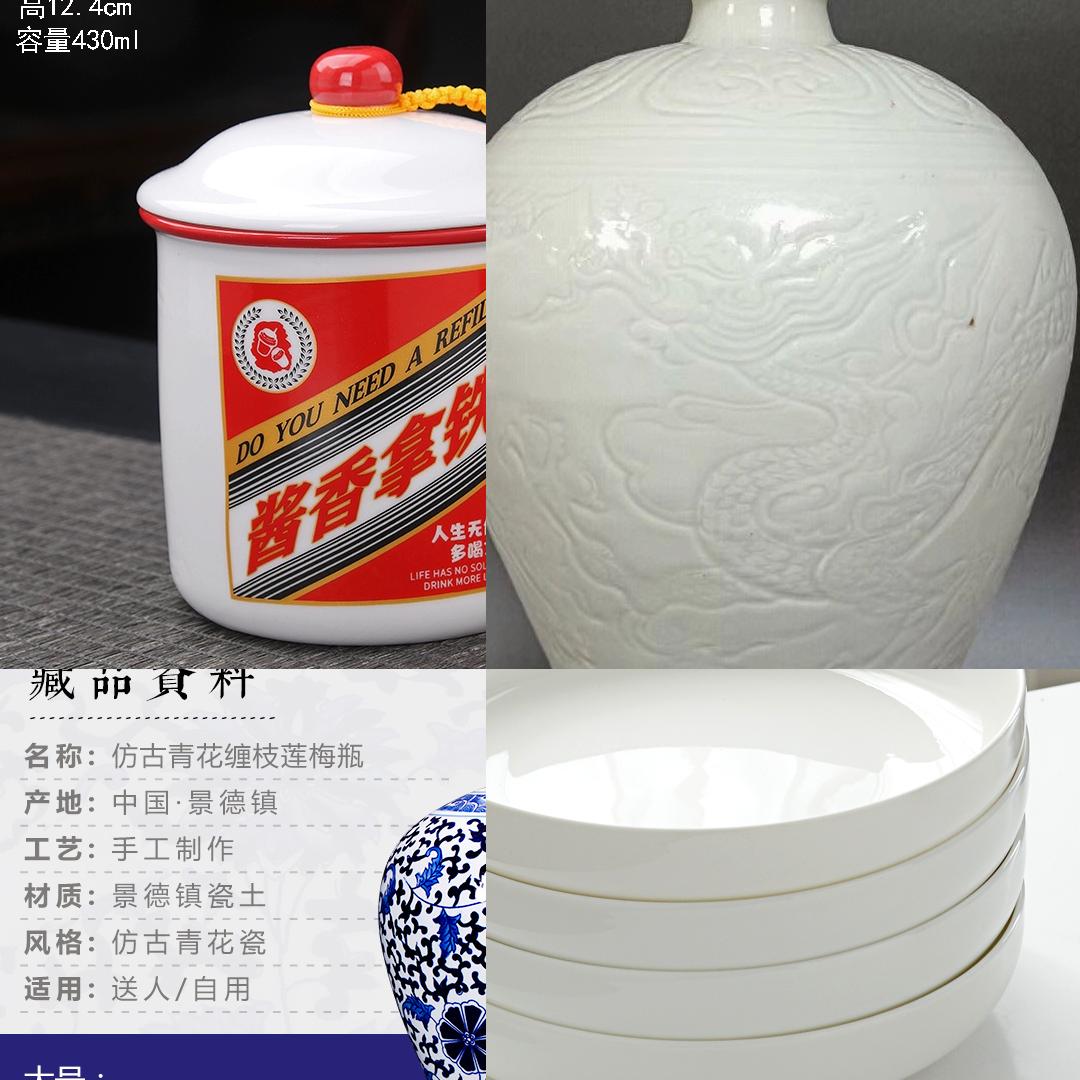 高12.4cm
容量430ml
DO YOU NEED A REFIL
酱香拿铁
人生无
多喝
LIFE HAS NO SOL
DRINK MORE L
藏品資料
名称：仿古青花缠枝莲梅瓶
产地：中国·景德镇
工艺：手工制作
材质：景德镇瓷土
风格：仿古青花瓷
适用：送人/自用
大号：